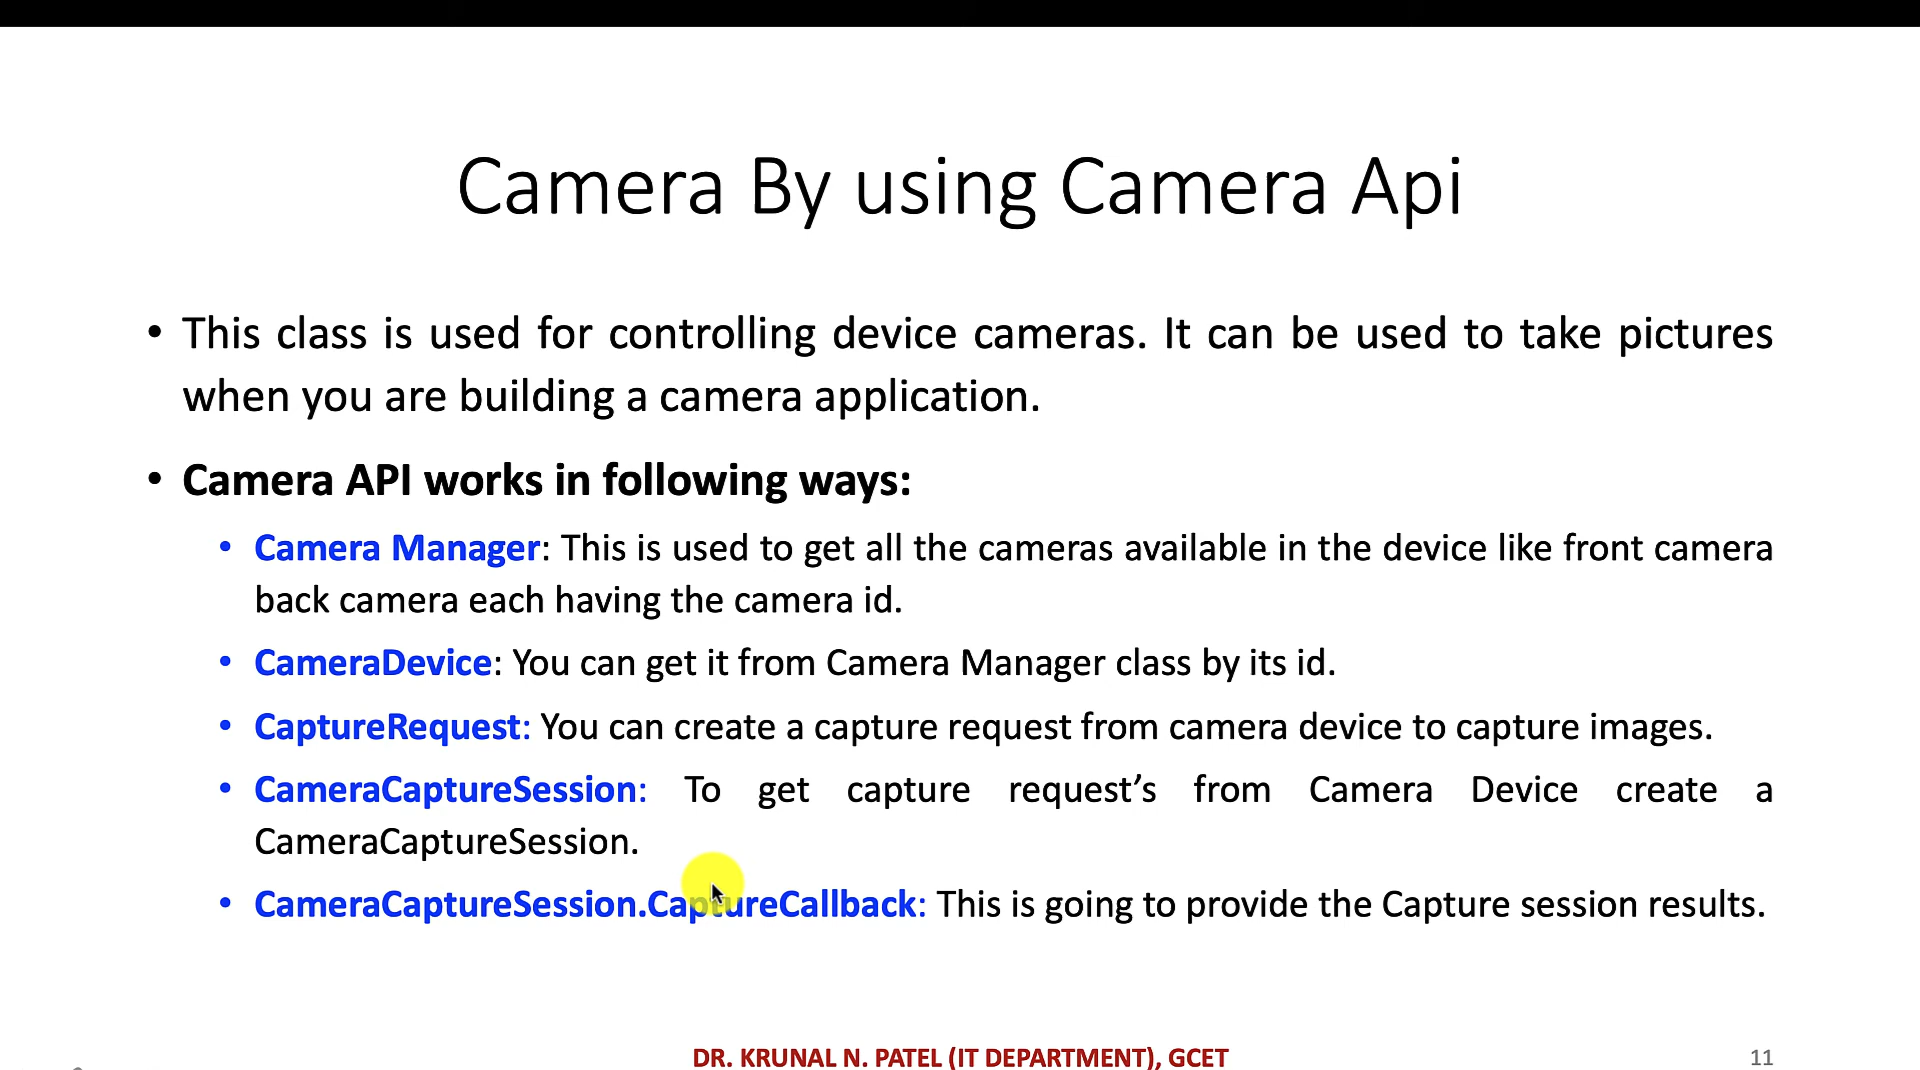 Camera By using Camera Api
• This class is used for controlling device cameras. It can be used to take pictures
when you are building a camera application.
• Camera API works in following ways:
• Camera Manager: This is used to get all the cameras available in the device like front camera
back camera each having the camera id.
• CameraDevice: You can get it from Camera Manager class by its id.
• CaptureRequest: You can create a capture request from camera device to capture images.
• CameraCaptureSession: To get capture request’s from Camera Device create a
CameraCaptureSession.
• CameraCaptureSession.CaptureCallback: This is going to provide the Capture session results.
DR. KRUNAL N. PATEL (IT DEPARTMENT), GCET
11